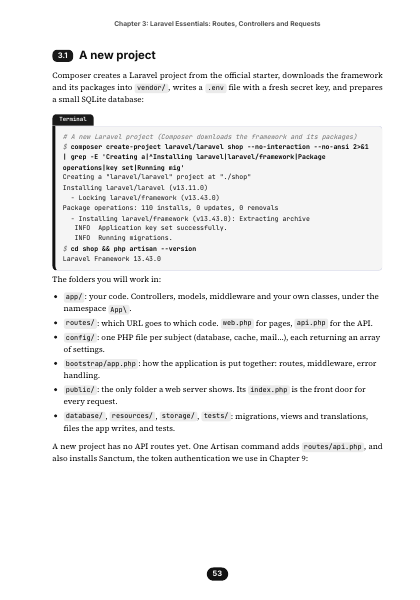 Chapter 3: Laravel Essentials: Routes, Controllers and Requests
3.1 A new project
Composer creates a Laravel project from the official starter, downloads the framework
and its packages into vendor/, writes a .env file with a fresh secret key, and prepares
a small SQLite database:
Terminal
# A new Laravel project (Composer downloads the framework and its packages)
$ composer create-project laravel/laravel shop --no-interaction --no-ansi 2>&1
| grep -E 'Creating a|^Installing laravel|laravel/framework|Package
operations|key set|Running mig'
Creating a "laravel/laravel" project at "./shop"
Installing laravel/laravel (v13.11.0)
- Locking laravel/framework (v13.43.0)
Package operations: 110 installs, 0 updates, 0 removals
- Installing laravel/framework (v13.43.0): Extracting archive
INFO Application key set successfully.
INFO Running migrations.
$ cd shop && php artisan --version
Laravel Framework 13.43.0
The folders you will work in:
• app/: your code. Controllers, models, middleware and your own classes, under the
namespace App\.
• routes/: which URL goes to which code. web.php for pages, api.php for the API.
• config/: one PHP file per subject (database, cache, mail…), each returning an array
of settings.
• bootstrap/app.php: how the application is put together: routes, middleware, error
handling.
• public/: the only folder a web server shows. Its index.php is the front door for
every request.
• database/, resources/, storage/, tests/: migrations, views and translations,
files the app writes, and tests.
A new project has no API routes yet. One Artisan command adds routes/api.php, and
also installs Sanctum, the token authentication we use in Chapter 9:
53